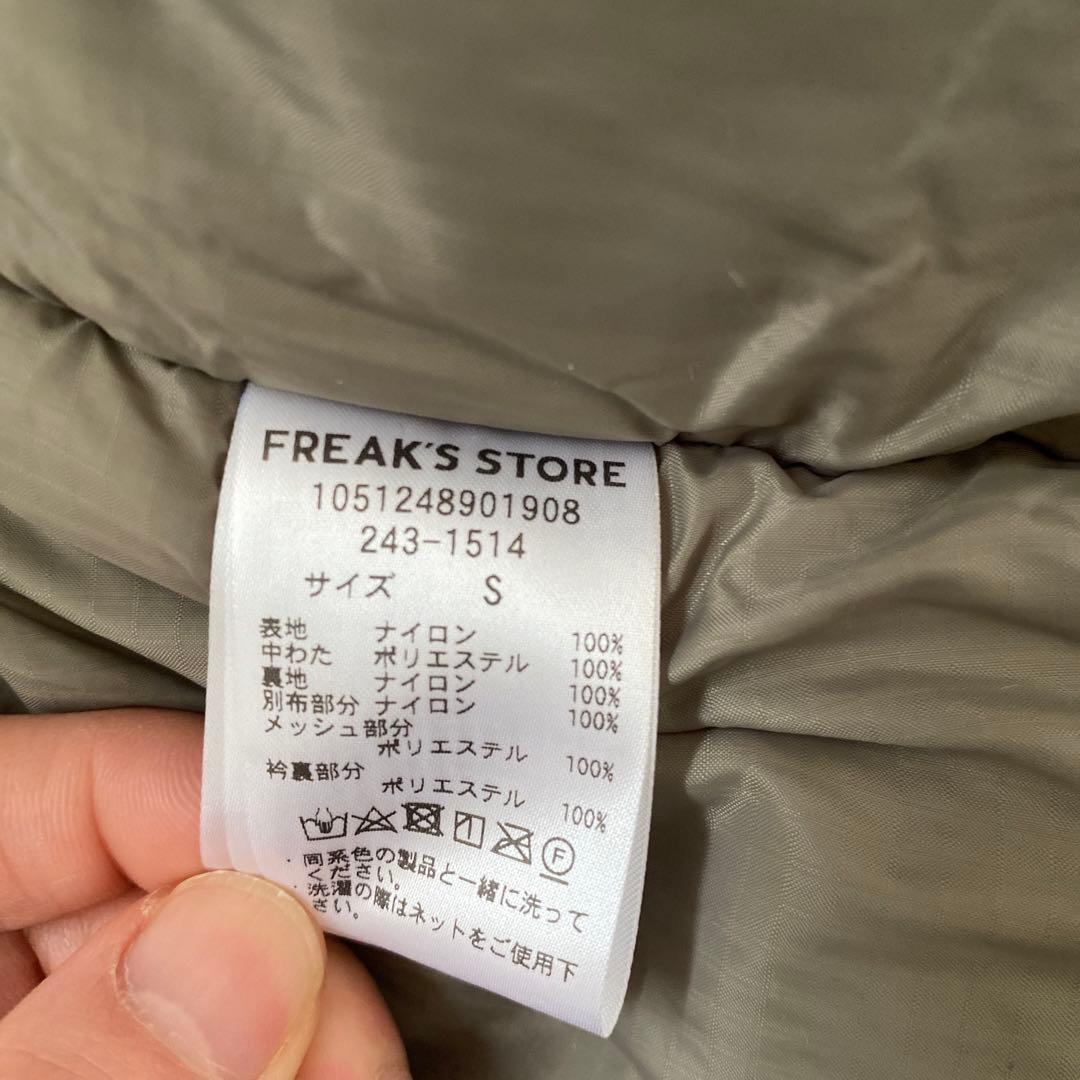 FREAK'S STORE
1051248901908
243-1514
サイズ S
表地 ナイロン 100%
中わた ポリエステル 100%
裏地 ナイロン 100%
別布部分 ナイロン 100%
メッシュ部分
ポリエステル 100%
衿裏部分
ポリエステル 100%
F
・同系色の製品と一緒に洗って
ください。
・洗濯の際はネットをご使用下
さい。